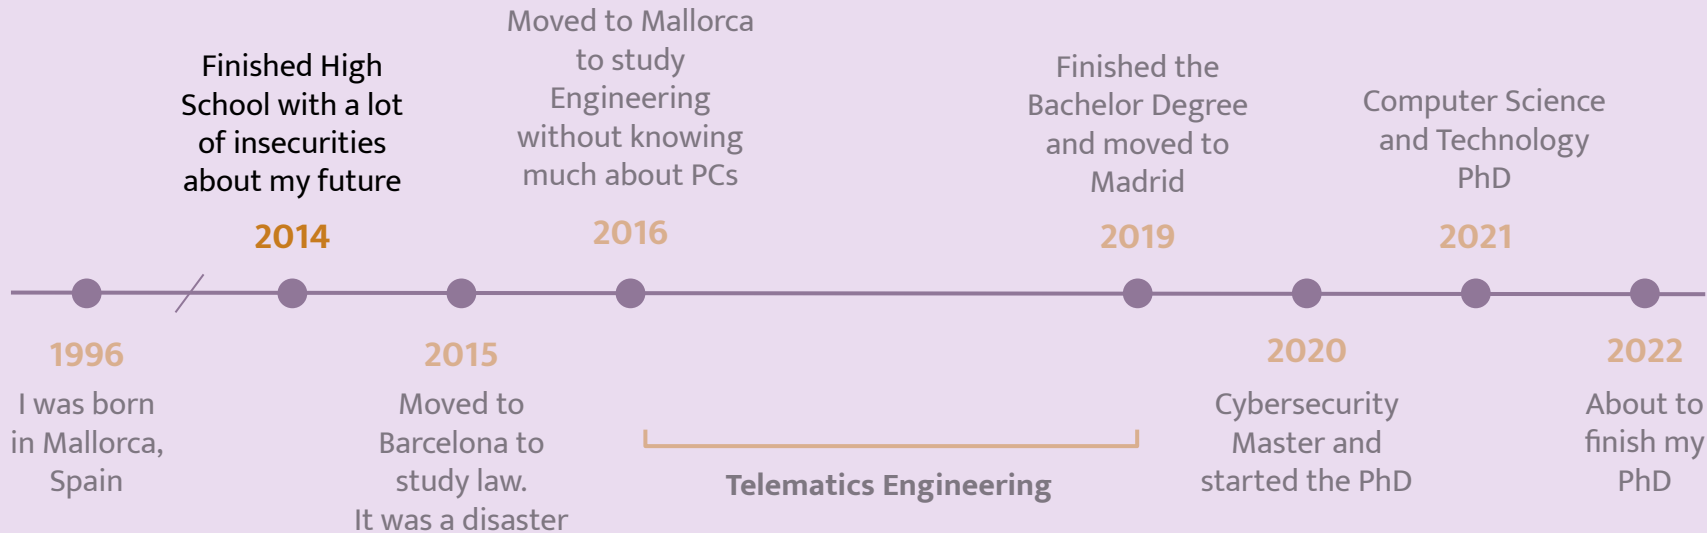 1996
I was born
in Mallorca,
Spain
Finished High
School with a lot
of insecurities
about my future
2014
2015
Moved to
Barcelona to
study law.
It was a disaster
Moved to Mallorca
to study
Engineering
without knowing
much about PCs
2016
Telematics Engineering
Finished the
Bachelor Degree
and moved to
Madrid
2019
2020
Cybersecurity
Master and
started the PhD
Computer Science
and Technology
PhD
2021
2022
About to
finish my
PhD